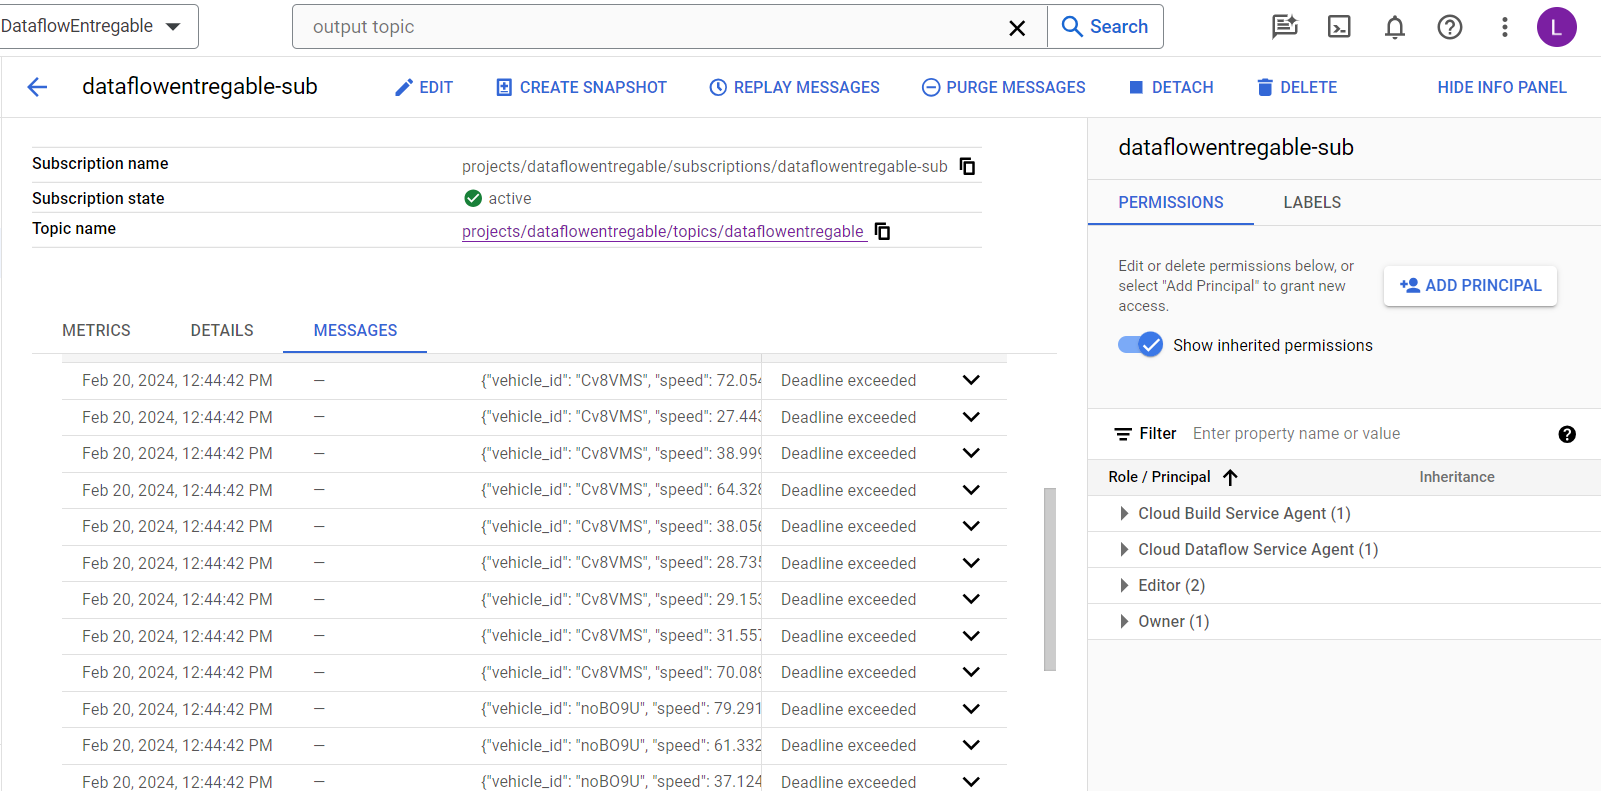 DataflowEntregable
output topic
Search
L
dataflowentregable-sub
EDIT
CREATE SNAPSHOT
REPLAY MESSAGES
PURGE MESSAGES
DETACH
DELETE
HIDE INFO PANEL
Subscription name
projects/dataflowentregable/subscriptions/dataflowentregable-sub
Subscription state
active
Topic name
projects/dataflowentregable/topics/dataflowentregable
METRICS
DETAILS
MESSAGES
Feb 20, 2024, 12:44:42 PM — {"vehicle_id": "Cv8VMS", "speed": 72.054 Deadline exceeded
Feb 20, 2024, 12:44:42 PM — {"vehicle_id": "Cv8VMS", "speed": 27.443 Deadline exceeded
Feb 20, 2024, 12:44:42 PM — {"vehicle_id": "Cv8VMS", "speed": 38.999 Deadline exceeded
Feb 20, 2024, 12:44:42 PM — {"vehicle_id": "Cv8VMS", "speed": 64.328 Deadline exceeded
Feb 20, 2024, 12:44:42 PM — {"vehicle_id": "Cv8VMS", "speed": 38.056 Deadline exceeded
Feb 20, 2024, 12:44:42 PM — {"vehicle_id": "Cv8VMS", "speed": 28.735 Deadline exceeded
Feb 20, 2024, 12:44:42 PM — {"vehicle_id": "Cv8VMS", "speed": 29.153 Deadline exceeded
Feb 20, 2024, 12:44:42 PM — {"vehicle_id": "Cv8VMS", "speed": 31.557 Deadline exceeded
Feb 20, 2024, 12:44:42 PM — {"vehicle_id": "Cv8VMS", "speed": 70.089 Deadline exceeded
Feb 20, 2024, 12:44:42 PM — {"vehicle_id": "noBO9U", "speed": 79.291 Deadline exceeded
Feb 20, 2024, 12:44:42 PM — {"vehicle_id": "noBO9U", "speed": 61.332 Deadline exceeded
Feb 20, 2024, 12:44:42 PM — {"vehicle_id": "noBO9U", "speed": 37.124 Deadline exceeded
dataflowentregable-sub
PERMISSIONS
LABELS
Edit or delete permissions below, or
select "Add Principal" to grant new
access.
ADD PRINCIPAL
Show inherited permissions
Filter Enter property name or value
Role / Principal
Inheritance
Cloud Build Service Agent (1)
Cloud Dataflow Service Agent (1)
Editor (2)
Owner (1)